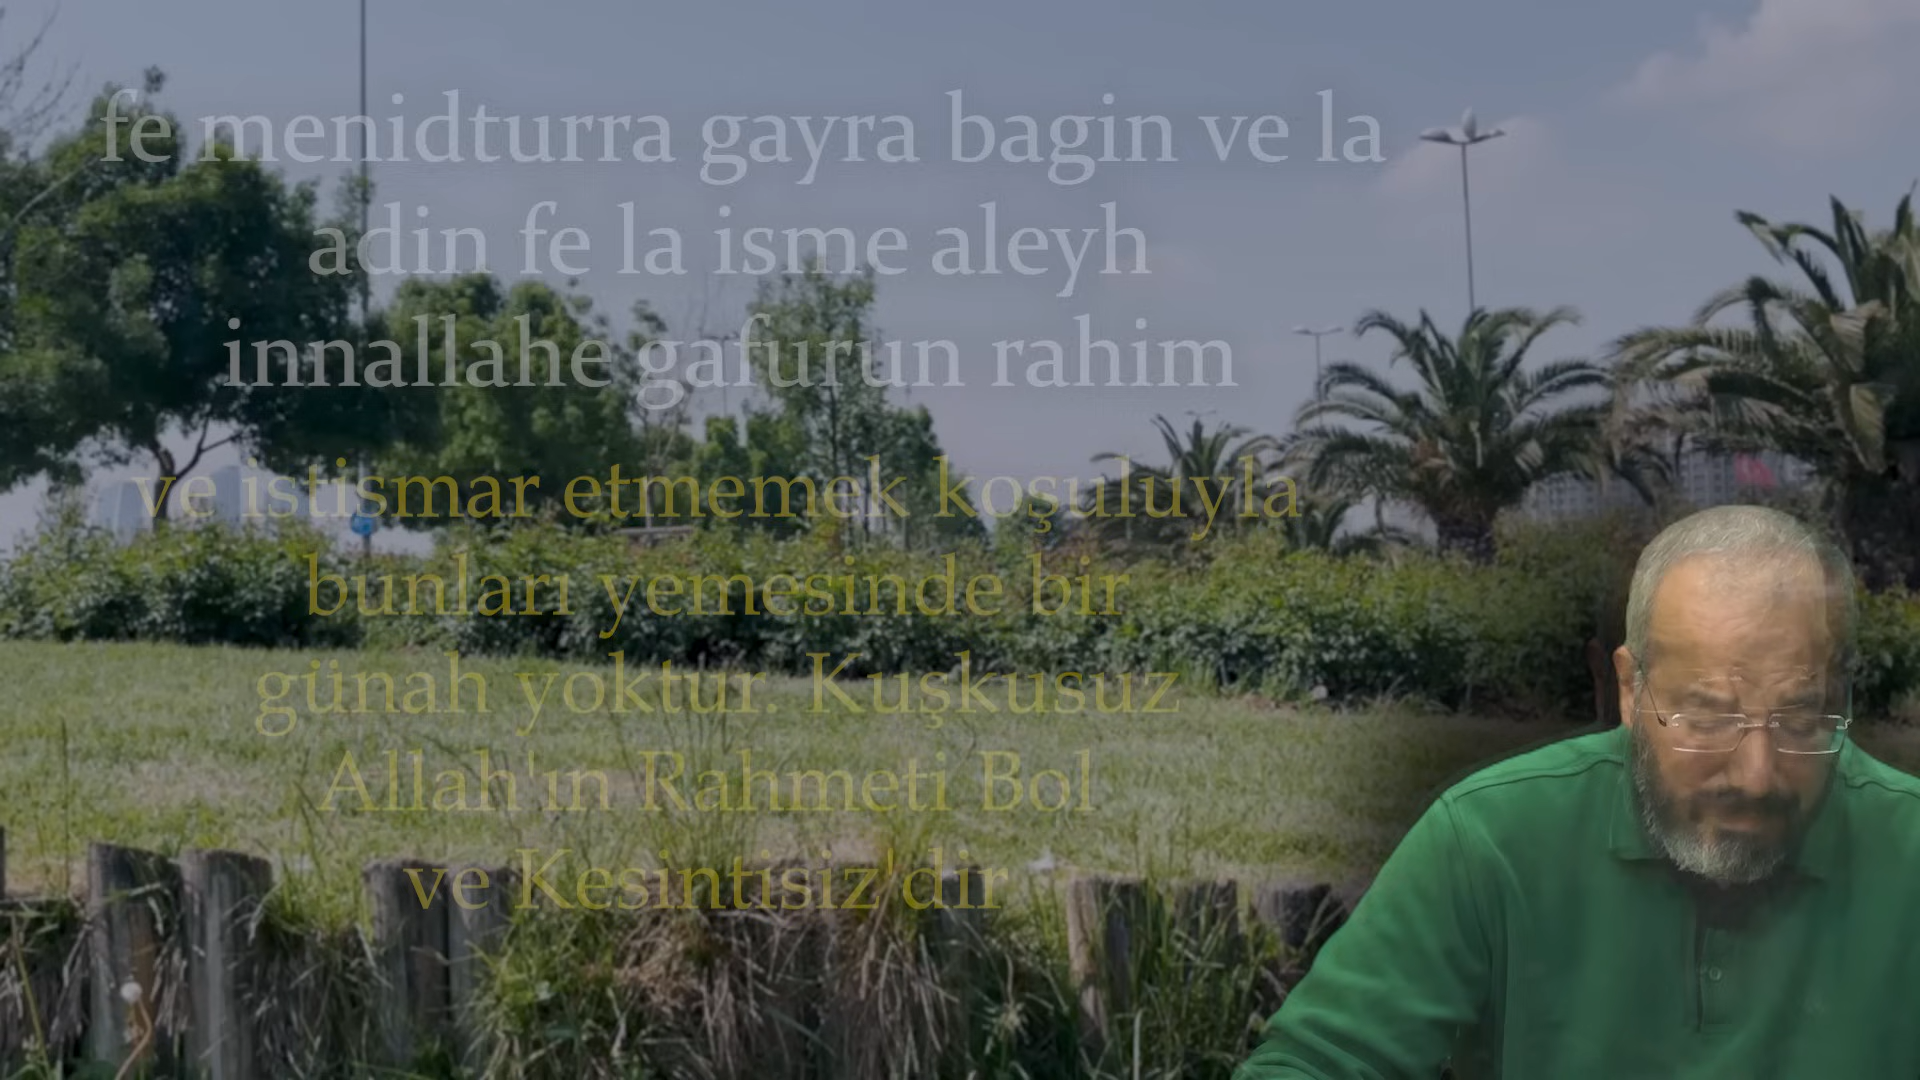 fe menidturra gayra bagin ve la
adin fe la isme aleyh
innallahe gafurun rahim
ve istismar etmemek koşuluyla
bunları yemesinde bir
günah yoktur. Kuşkusuz
Allah'ın Rahmeti Bol
ve Kesintisiz'dir